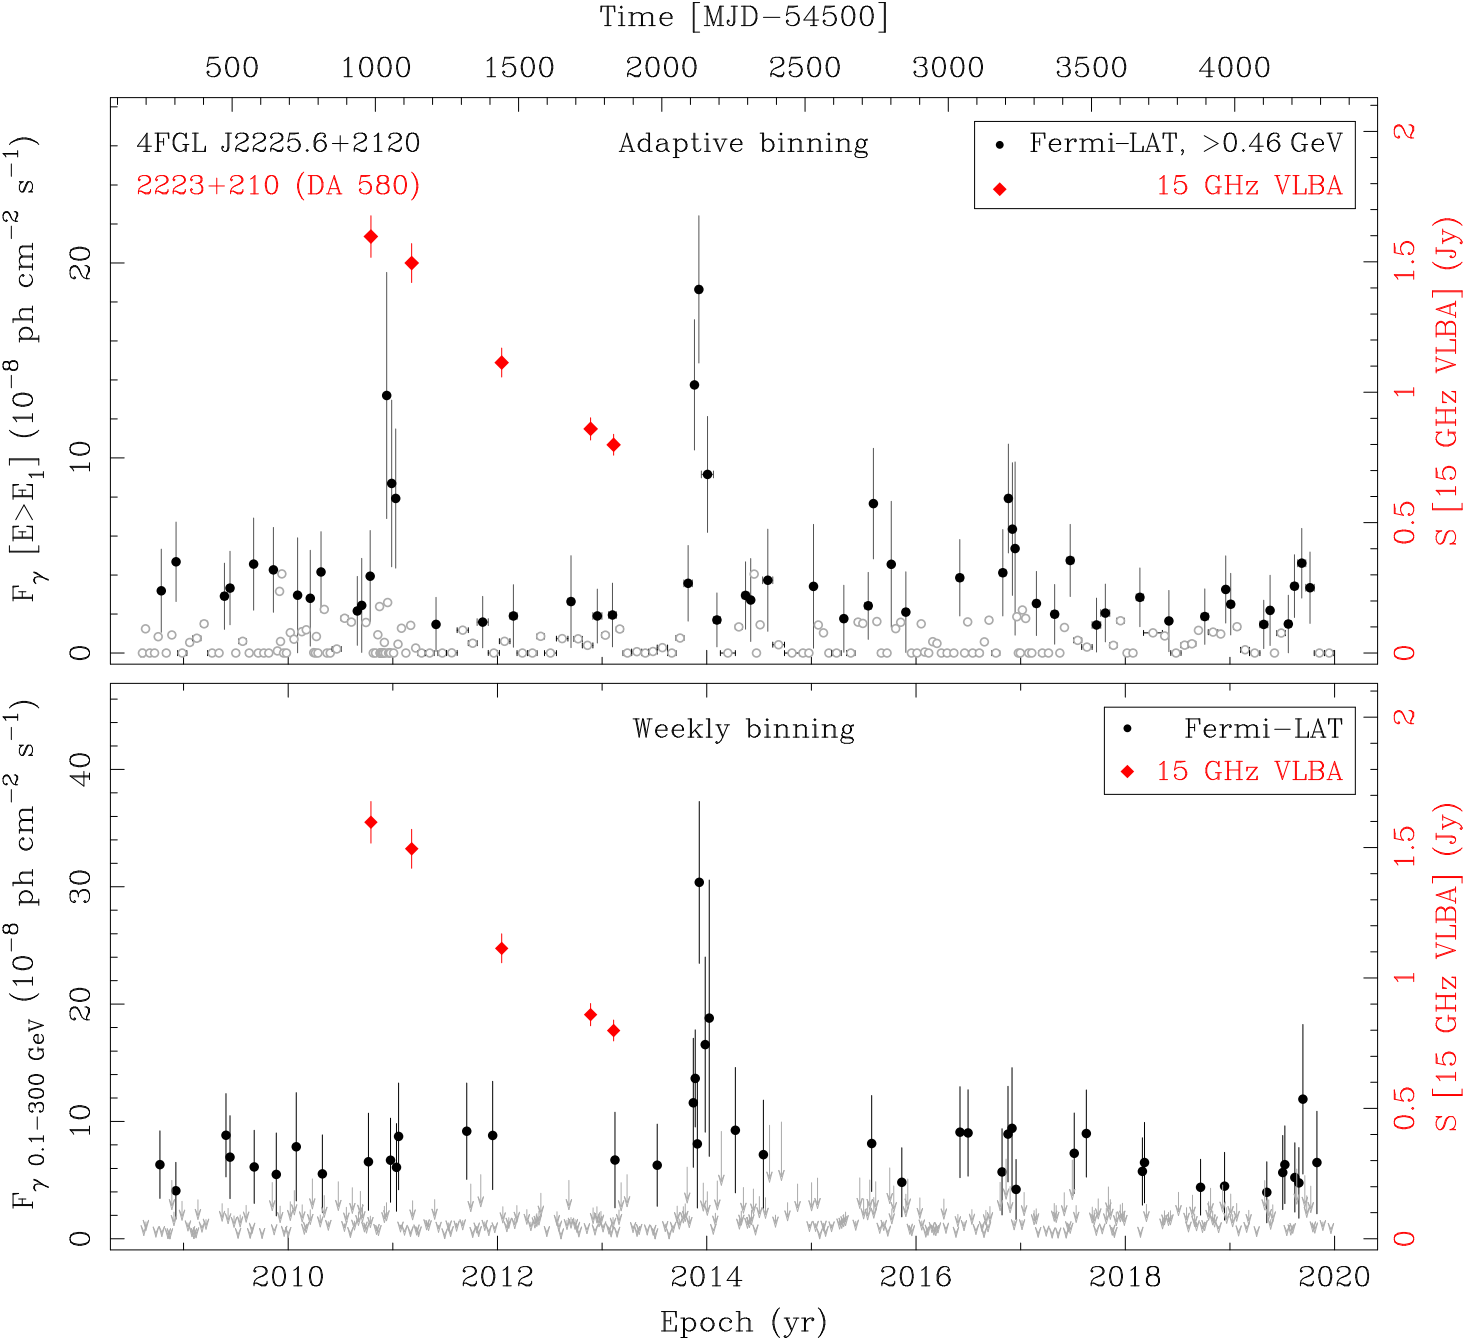 Time [MJD−54500]
500 1000 1500 2000 2500 3000 3500 4000
4FGL J2225.6+2120
2223+210 (DA 580)
Adaptive binning
Fermi−LAT, >0.46 GeV
15 GHz VLBA
F_γ [E>E_1] (10^−8 ph cm^−2 s^−1)
0 10 20
S [15 GHz VLBA] (Jy)
0 0.5 1 1.5 2
Weekly binning
Fermi−LAT
15 GHz VLBA
F_γ 0.1−300 GeV (10^−8 ph cm^−2 s^−1)
0 10 20 30 40
S [15 GHz VLBA] (Jy)
0 0.5 1 1.5 2
2010 2012 2014 2016 2018 2020
Epoch (yr)